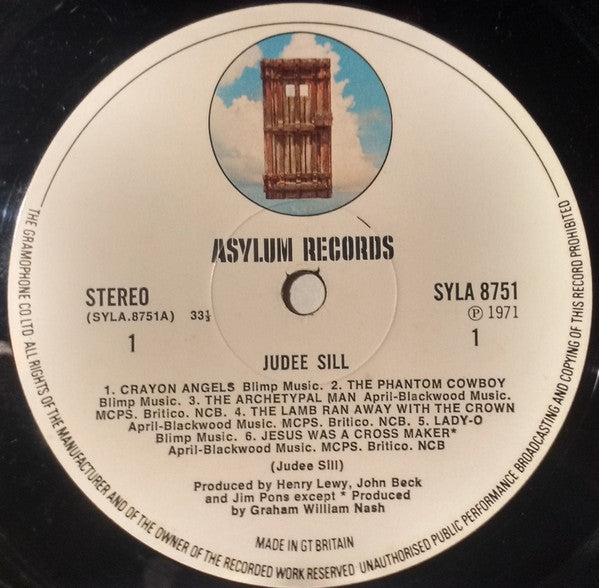 ASYLUM RECORDS
STEREO
(SYLA.8751A) 33⅓
1
SYLA 8751
Ⓟ 1971
1
JUDEE SILL
1. CRAYON ANGELS Blimp Music. 2. THE PHANTOM COWBOY
Blimp Music. 3. THE ARCHETYPAL MAN April-Blackwood Music.
MCPS. Britico. NCB. 4. THE LAMB RAN AWAY WITH THE CROWN
April-Blackwood Music. MCPS. Britico. NCB. 5. LADY-O
Blimp Music. 6. JESUS WAS A CROSS MAKER*
April-Blackwood Music. MCPS. Britico. NCB
(Judee Sill)
Produced by Henry Lewy, John Beck
and Jim Pons except * Produced
by Graham William Nash
MADE IN GT BRITAIN
THE GRAMOPHONE CO. LTD. ALL RIGHTS OF THE MANUFACTURER AND OF THE OWNER OF THE RECORDED WORK RESERVED UNAUTHORISED PUBLIC PERFORMANCE BROADCASTING AND COPYING OF THIS RECORD PROHIBITED